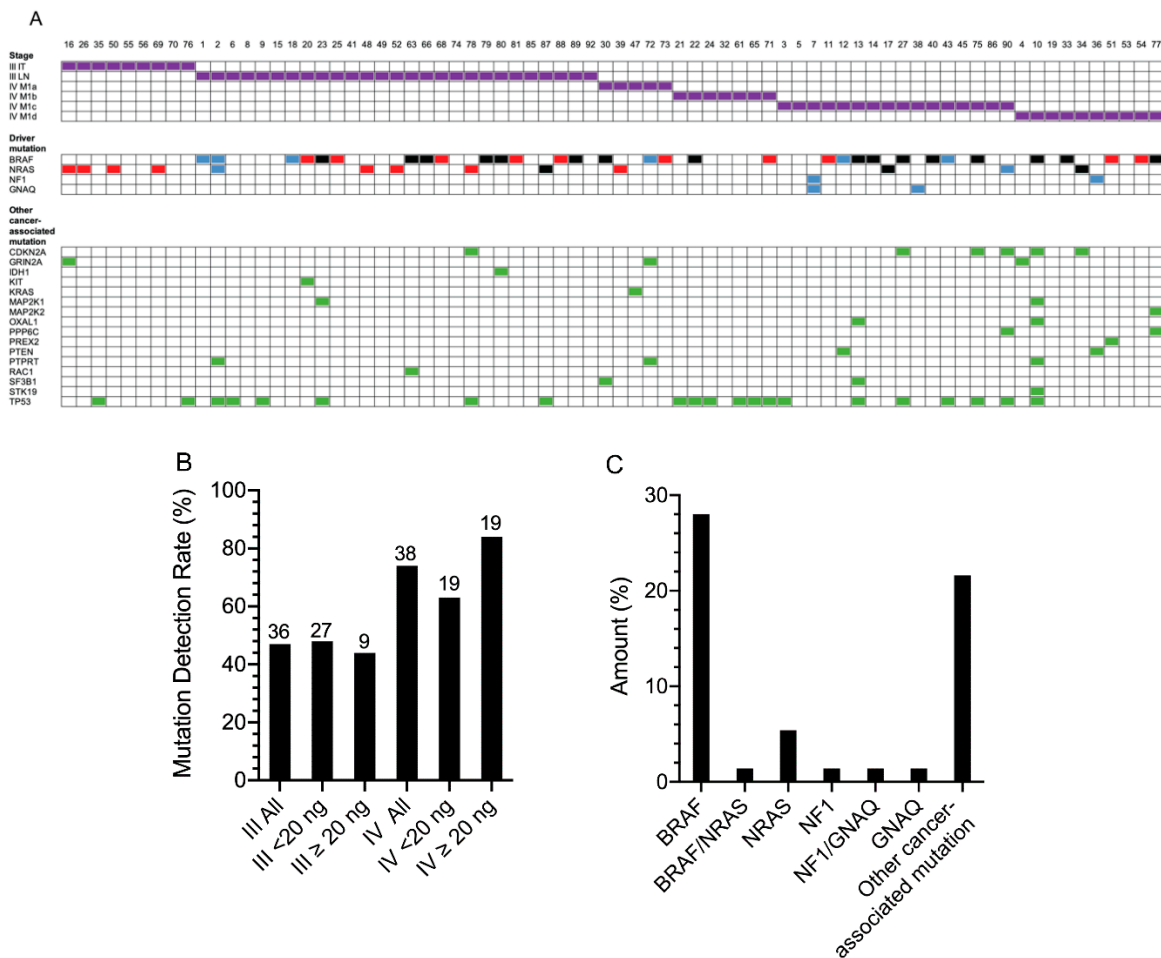 A
16 26 35 50 55 56 69 70 76 1 2 6 8 9 15 18 20 23 25 41 48 49 52 63 66 68 74 78 79 80 81 85 87 88 89 92 30 39 47 72 73 21 22 24 32 61 65 71 3 5 7 12 13 14 17 27 38 40 43 45 75 86 90 4 10 19 33 34 36 51 53 54 77
Stage
III IT
III LN
IV M1a
IV M1b
IV M1c
IV M1d
Driver
mutation
BRAF
NRAS
NF1
GNAQ
Other
cancer-
associated
mutation
CDKN2A
GRIN2A
IDH1
KIT
KRAS
MAP2K1
MAP2K2
OXAL1
PPP6C
PREX2
PTEN
PTPRT
RAC1
SF3B1
STK19
TP53
B
Mutation Detection Rate (%)
100
80
60
40
20
0
36
27
9
38
19
19
III All
III <20 ng
III ≥ 20 ng
IV All
IV <20 ng
IV ≥ 20 ng
C
Amount (%)
30
20
10
0
BRAF
BRAF/NRAS
NRAS
NF1
NF1/GNAQ
GNAQ
Other cancer-
associated mutation